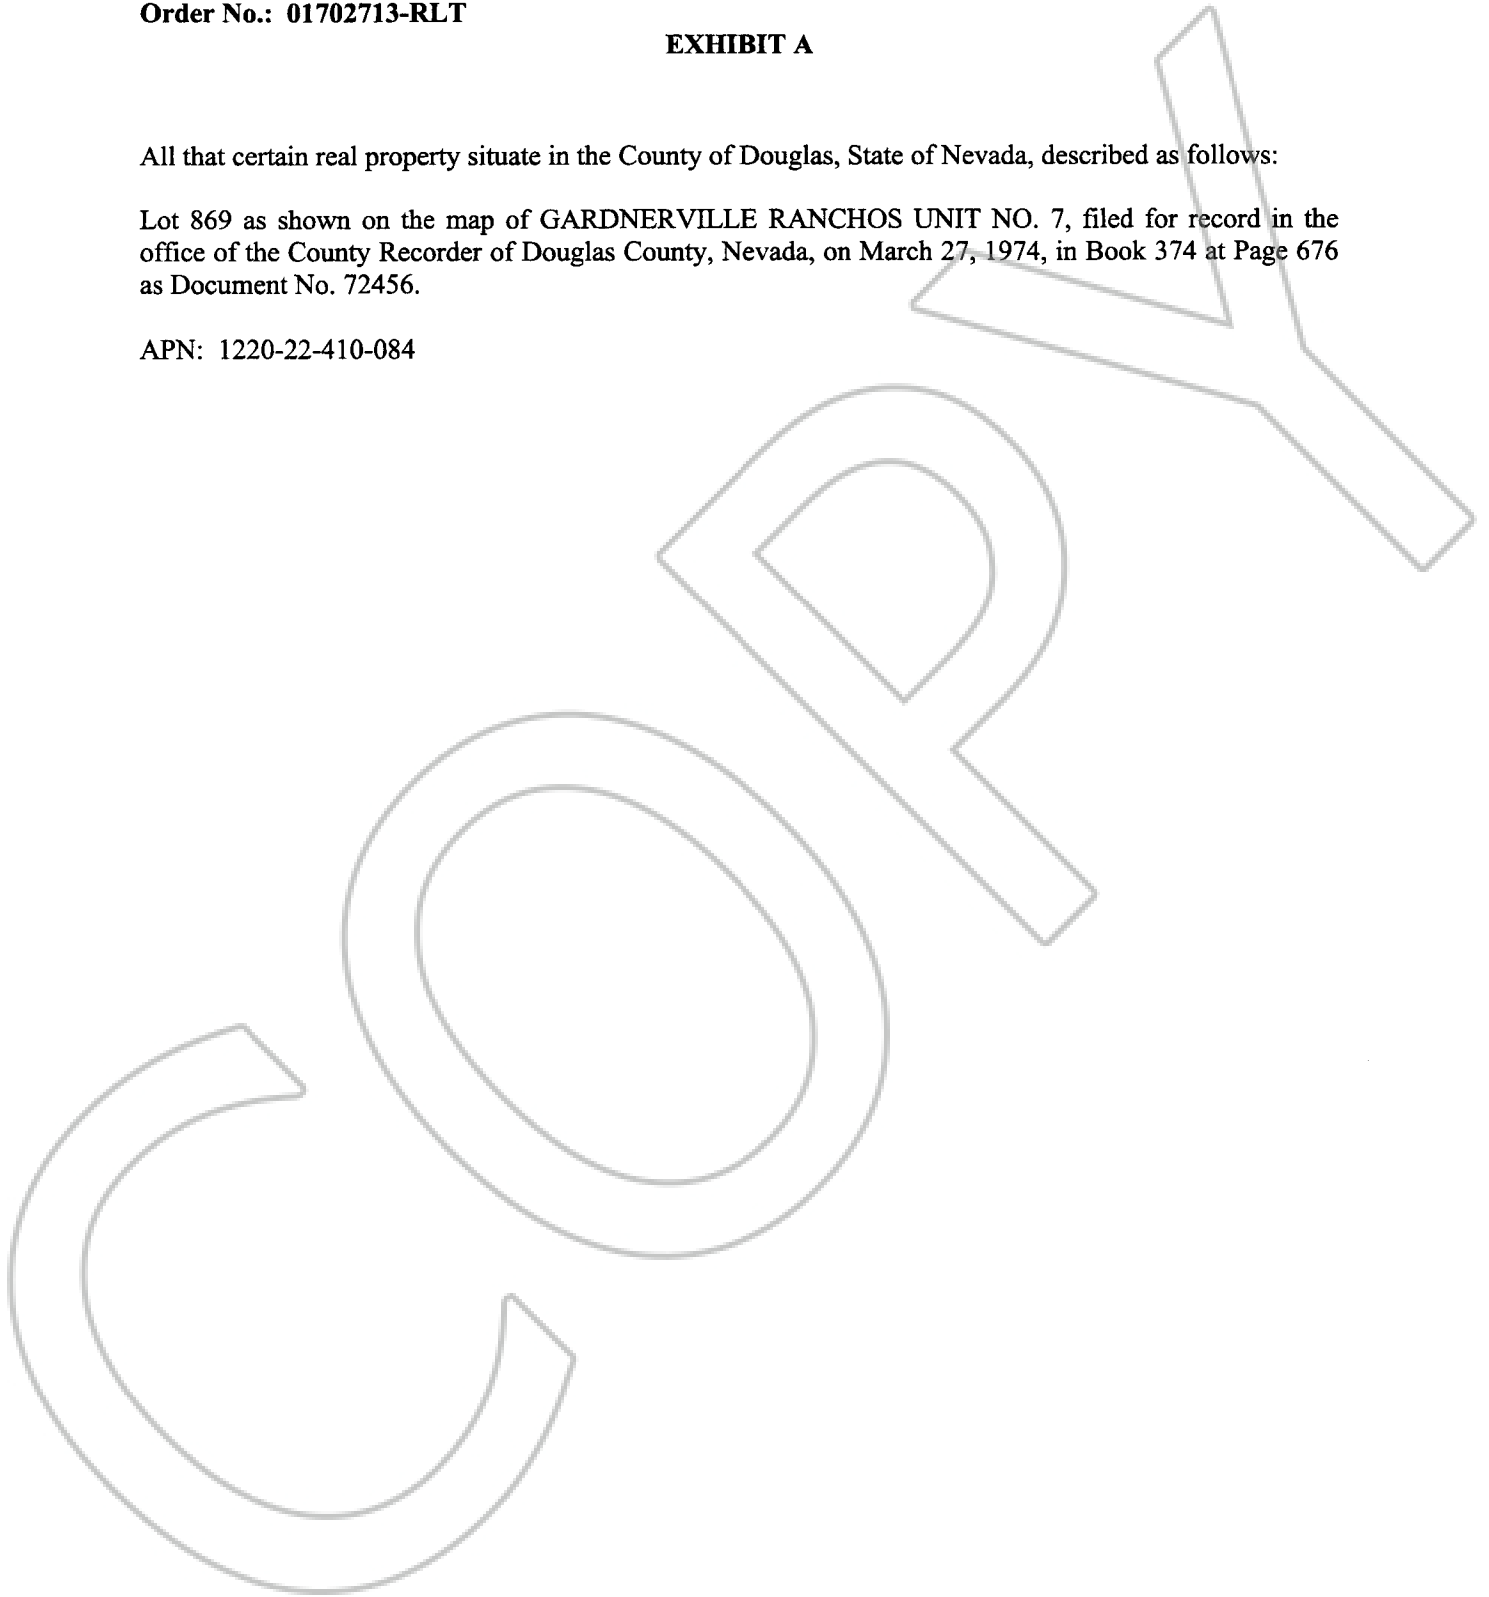 Order No.: 01702713-RLT
EXHIBIT A
All that certain real property situate in the County of Douglas, State of Nevada, described as follows:
Lot 869 as shown on the map of GARDNERVILLE RANCHOS UNIT NO. 7, filed for record in the
office of the County Recorder of Douglas County, Nevada, on March 27, 1974, in Book 374 at Page 676
as Document No. 72456.
APN: 1220-22-410-084
COPY